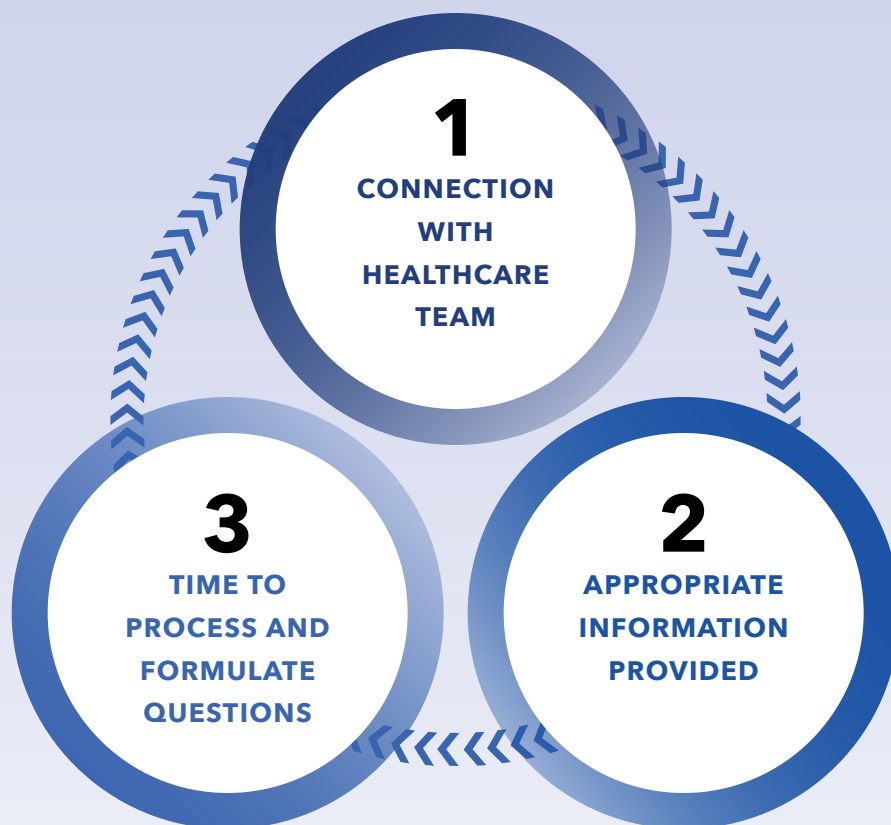 1
CONNECTION
WITH
HEALTHCARE
TEAM
2
APPROPRIATE
INFORMATION
PROVIDED
3
TIME TO
PROCESS AND
FORMULATE
QUESTIONS